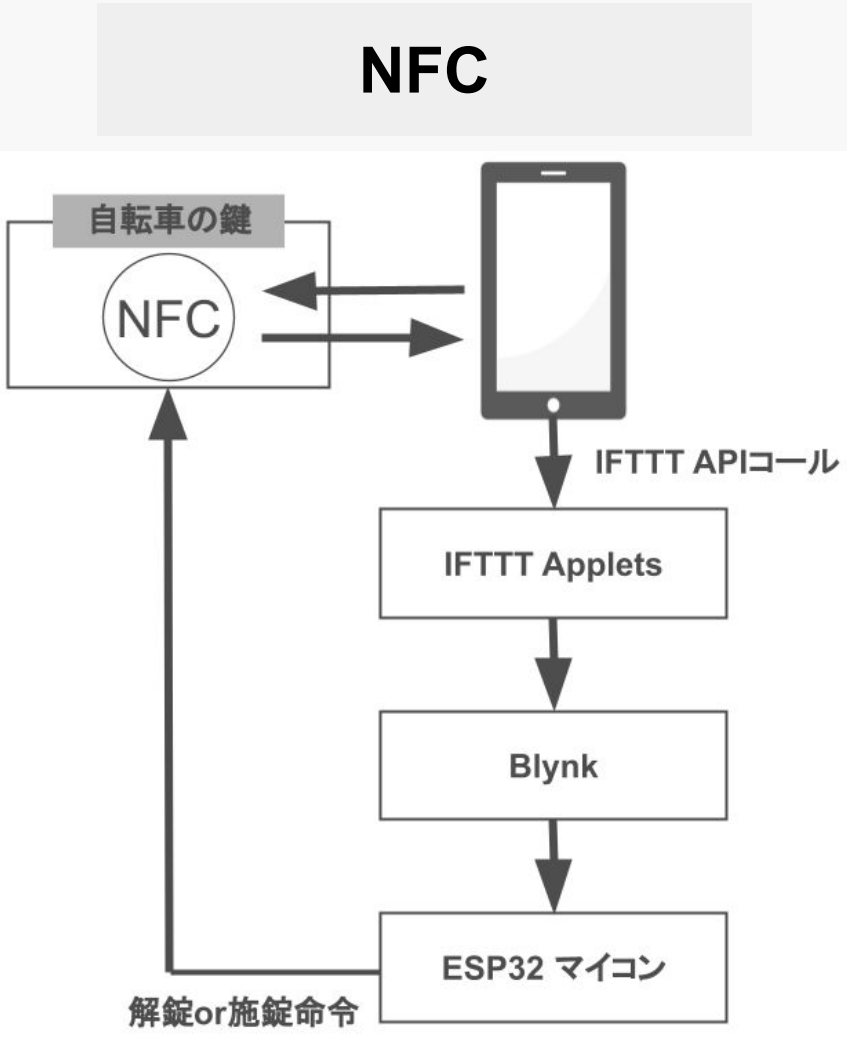 NFC
自転車の鍵
NFC
IFTTT APIコール
IFTTT Applets
Blynk
ESP32 マイコン
解錠or施錠命令